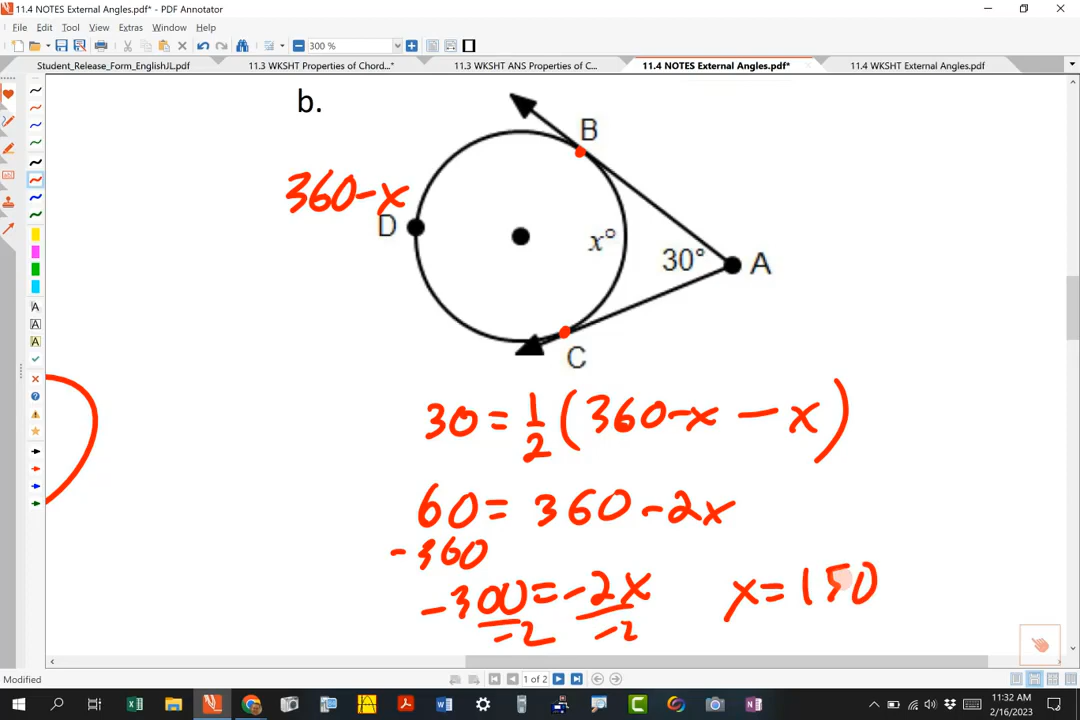 11.4 NOTES External Angles.pdf* - PDF Annotator
File Edit Tool View Extras Window Help
300 %
Student_Release_Form_EnglishJL.pdf 11.3 WKSHT Properties of Chord...* 11.3 WKSHT ANS Properties of C... 11.4 NOTES External Angles.pdf* 11.4 WKSHT External Angles.pdf
b.
B
360-x
D
x°
30°
A
C
30 = 1/2 (360-x - x)
60 = 360 - 2x
-360
-300 = -2x
-2 -2
x = 150
Modified
1 of 2
11:32 AM
2/16/2023